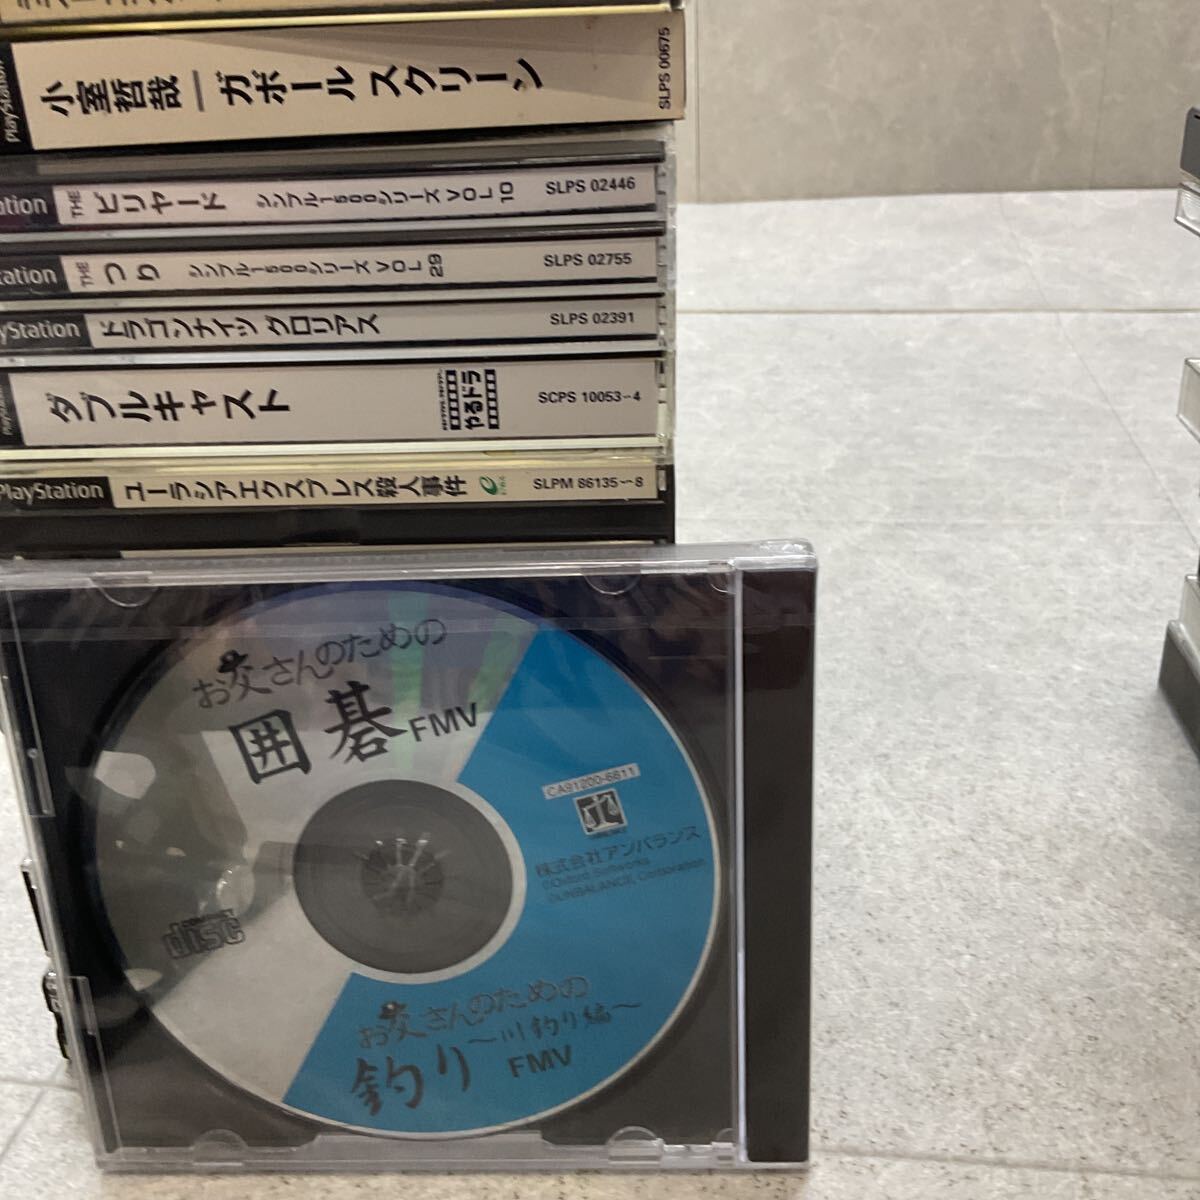 PlayStation
小室哲哉 | ガボール スクリーン
SLPS 00675
THE ビリヤード シンプル1500シリーズ VOL 10
SLPS 02446
THE つり シンプル1500シリーズ VOL 29
SLPS 02755
ドラゴンナイツ グロリアス
SLPS 02391
ダブルキャスト
やるドラ
SCPS 10053~4
PlayStation
ユーラシアエクスプレス殺人事件
SLPM 86135~8
お父さんのための
囲碁 FMV
CA91200-6611
株式会社アンバランス
©Oxford Softworks
©UNBALANCE, Corporation
COMPACT
disc
お父さんのための
釣り ～川釣り編～
FMV